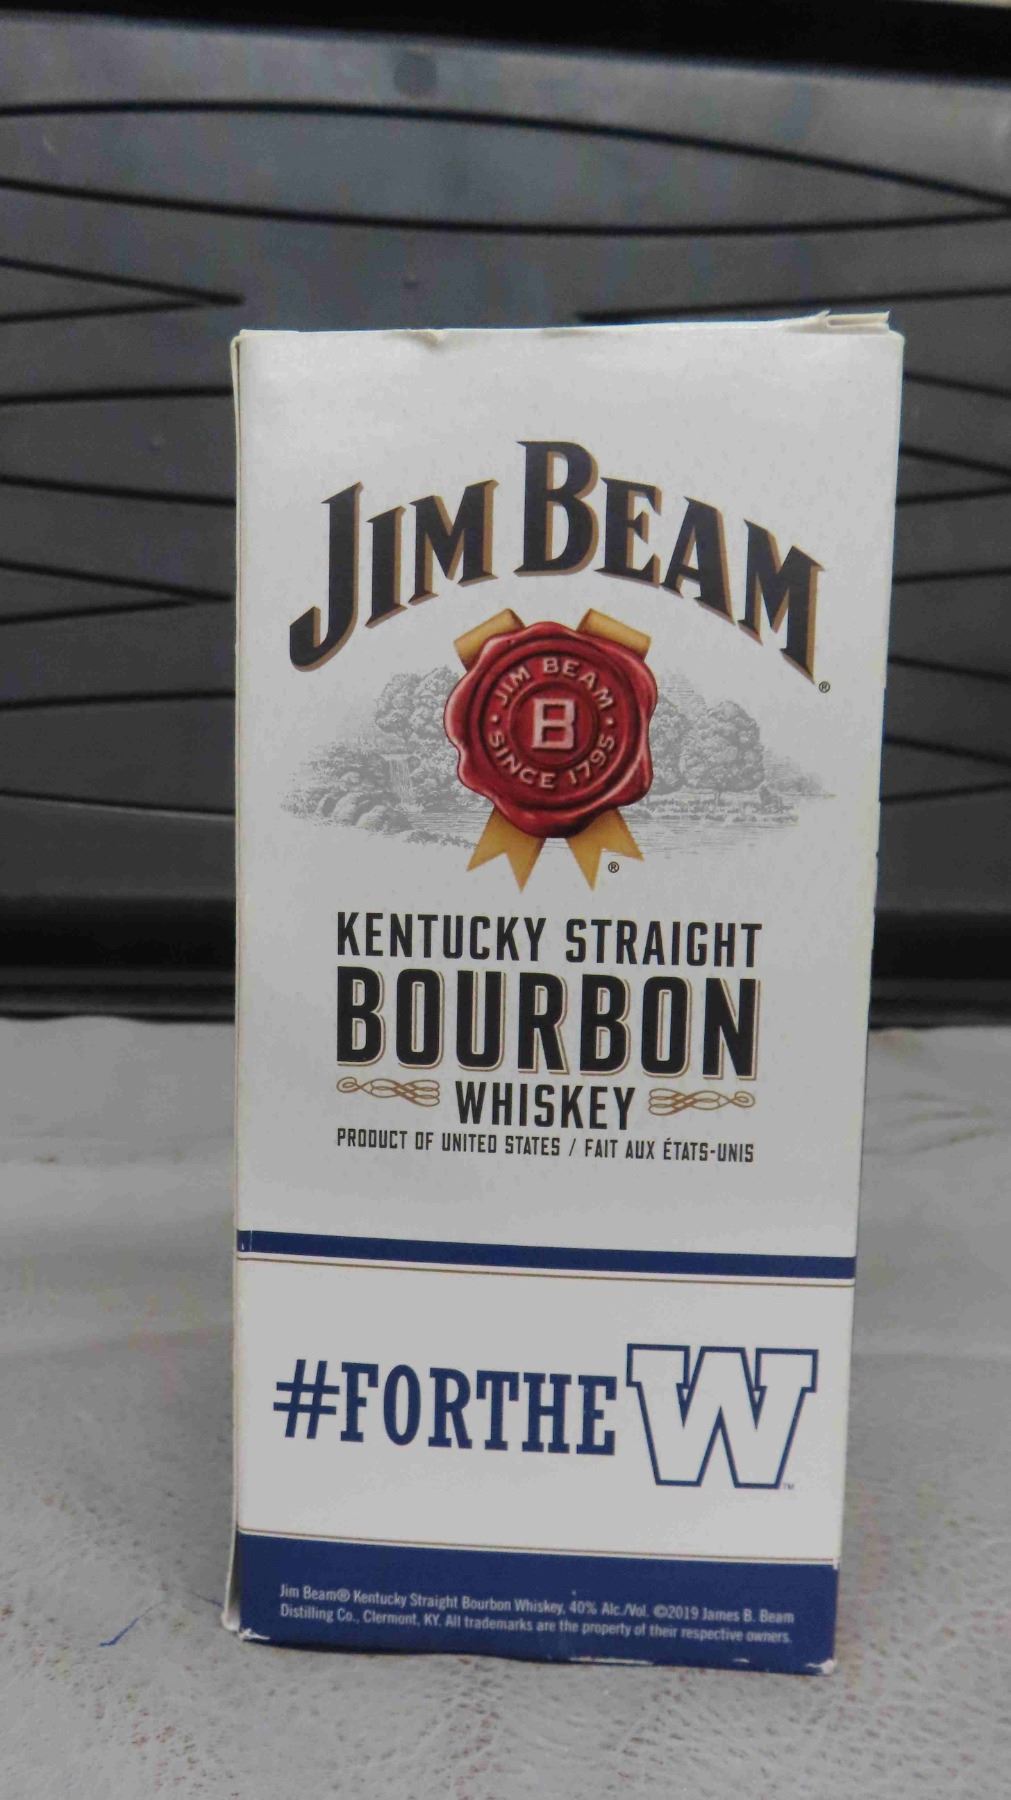 JIM BEAM®
JIM BEAM
B
SINCE 1795
®
KENTUCKY STRAIGHT
BOURBON
WHISKEY
PRODUCT OF UNITED STATES / FAIT AUX ÉTATS-UNIS
#FORTHEW™
Jim Beam® Kentucky Straight Bourbon Whiskey, 40% Alc./Vol. ©2019 James B. Beam
Distilling Co., Clermont, KY. All trademarks are the property of their respective owners.